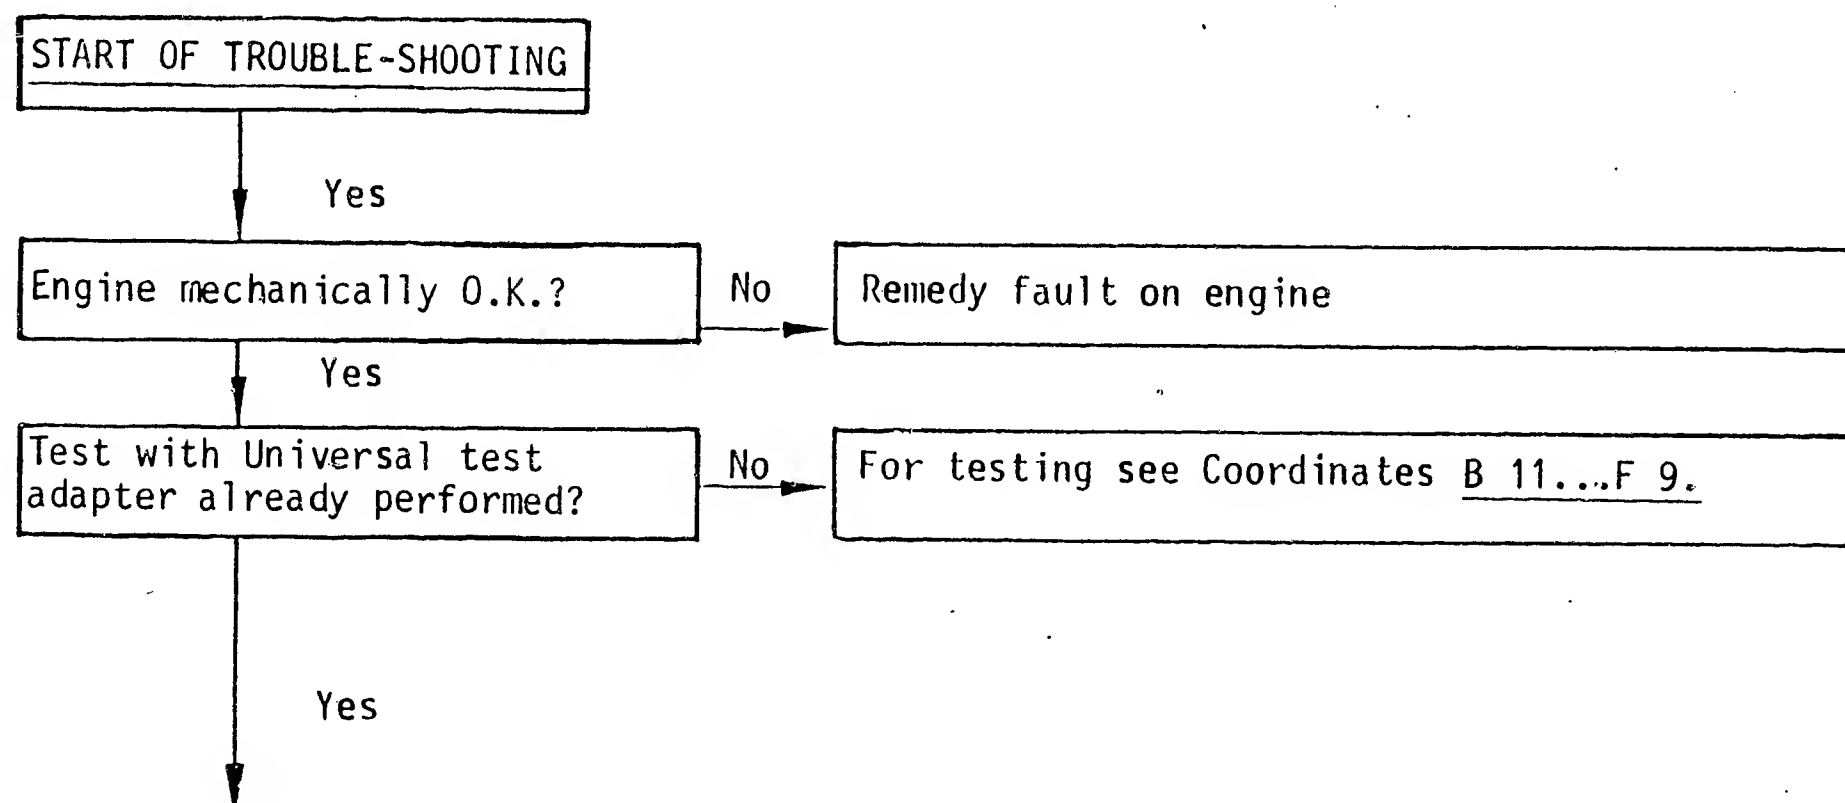 START OF TROUBLE-SHOOTING
Yes
Engine mechanically O.K.?
No
Remedy fault on engine
Yes
Test with Universal test
adapter already performed?
No
For testing see Coordinates B 11...F 9.
Yes